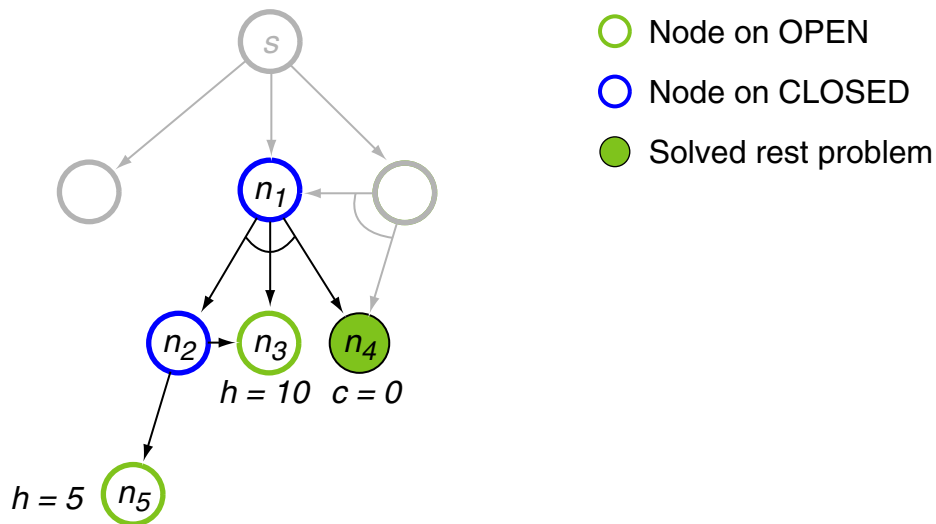 s
Node on OPEN
Node on CLOSED
Solved rest problem
n1
n2
n3
n4
h = 10
c = 0
h = 5
n5